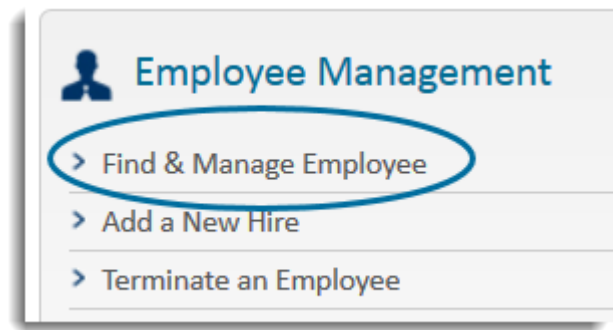 Employee Management
Find & Manage Employee
Add a New Hire
Terminate an Employee